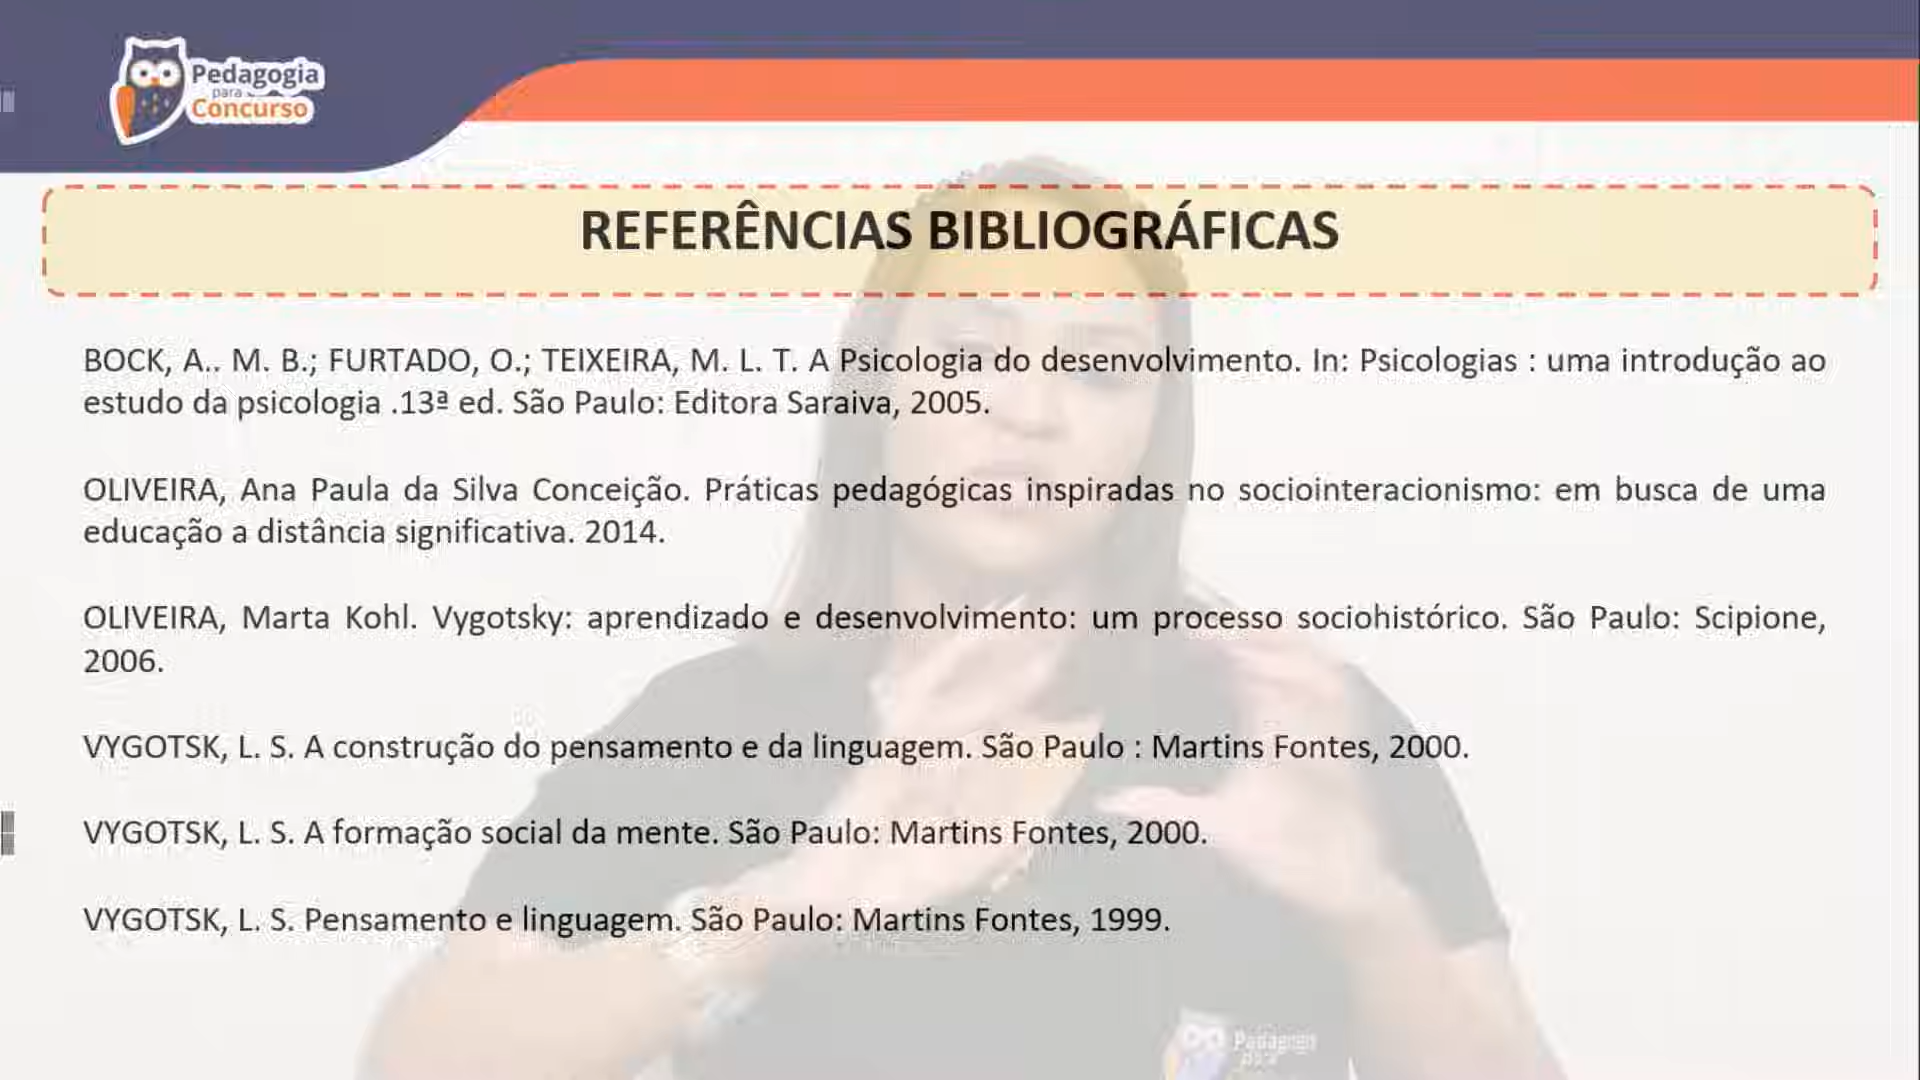 Pedagogia
para
Concurso
REFERÊNCIAS BIBLIOGRÁFICAS
BOCK, A.. M. B.; FURTADO, O.; TEIXEIRA, M. L. T. A Psicologia do desenvolvimento. In: Psicologias : uma introdução ao
estudo da psicologia .13ª ed. São Paulo: Editora Saraiva, 2005.
OLIVEIRA, Ana Paula da Silva Conceição. Práticas pedagógicas inspiradas no sociointeracionismo: em busca de uma
educação a distância significativa. 2014.
OLIVEIRA, Marta Kohl. Vygotsky: aprendizado e desenvolvimento: um processo sociohistórico. São Paulo: Scipione,
2006.
VYGOTSK, L. S. A construção do pensamento e da linguagem. São Paulo : Martins Fontes, 2000.
VYGOTSK, L. S. A formação social da mente. São Paulo: Martins Fontes, 2000.
VYGOTSK, L. S. Pensamento e linguagem. São Paulo: Martins Fontes, 1999.